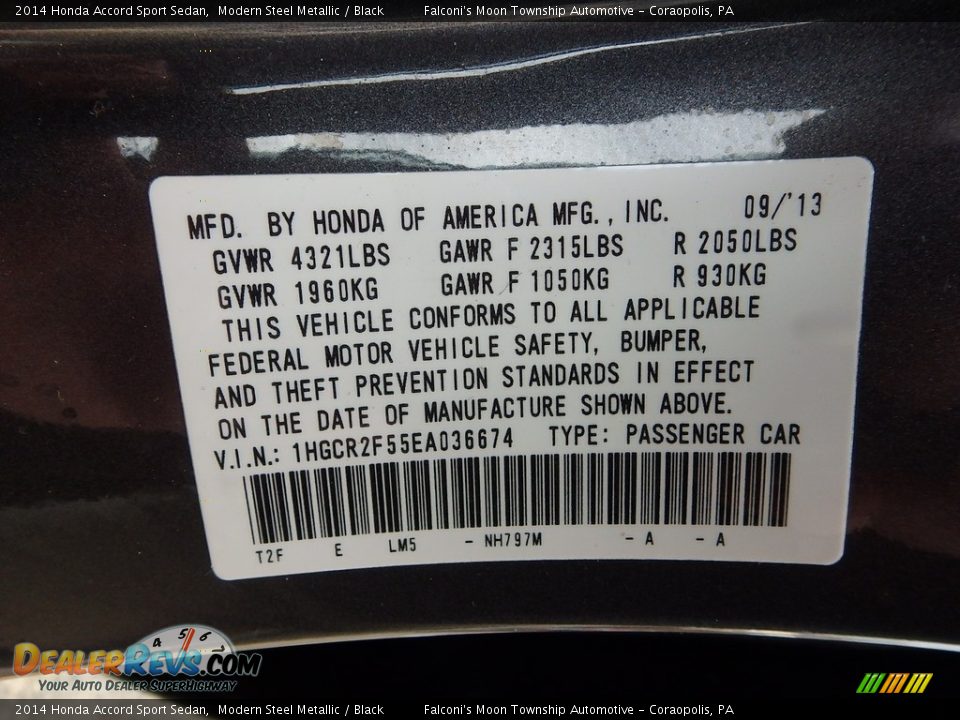 2014 Honda Accord Sport Sedan, Modern Steel Metallic / Black Falconi's Moon Township Automotive - Coraopolis, PA
MFD. BY HONDA OF AMERICA MFG., INC. 09/'13
GVWR 4321LBS GAWR F 2315LBS R 2050LBS
GVWR 1960KG GAWR F 1050KG R 930KG
THIS VEHICLE CONFORMS TO ALL APPLICABLE
FEDERAL MOTOR VEHICLE SAFETY, BUMPER,
AND THEFT PREVENTION STANDARDS IN EFFECT
ON THE DATE OF MANUFACTURE SHOWN ABOVE.
V.I.N.: 1HGCR2F55EA036674 TYPE: PASSENGER CAR
T2F E LM5 - NH797M - A - A
4 5 6 7
DEALERREVS.COM
YOUR AUTO DEALER SUPERHIGHWAY
2014 Honda Accord Sport Sedan, Modern Steel Metallic / Black Falconi's Moon Township Automotive - Coraopolis, PA